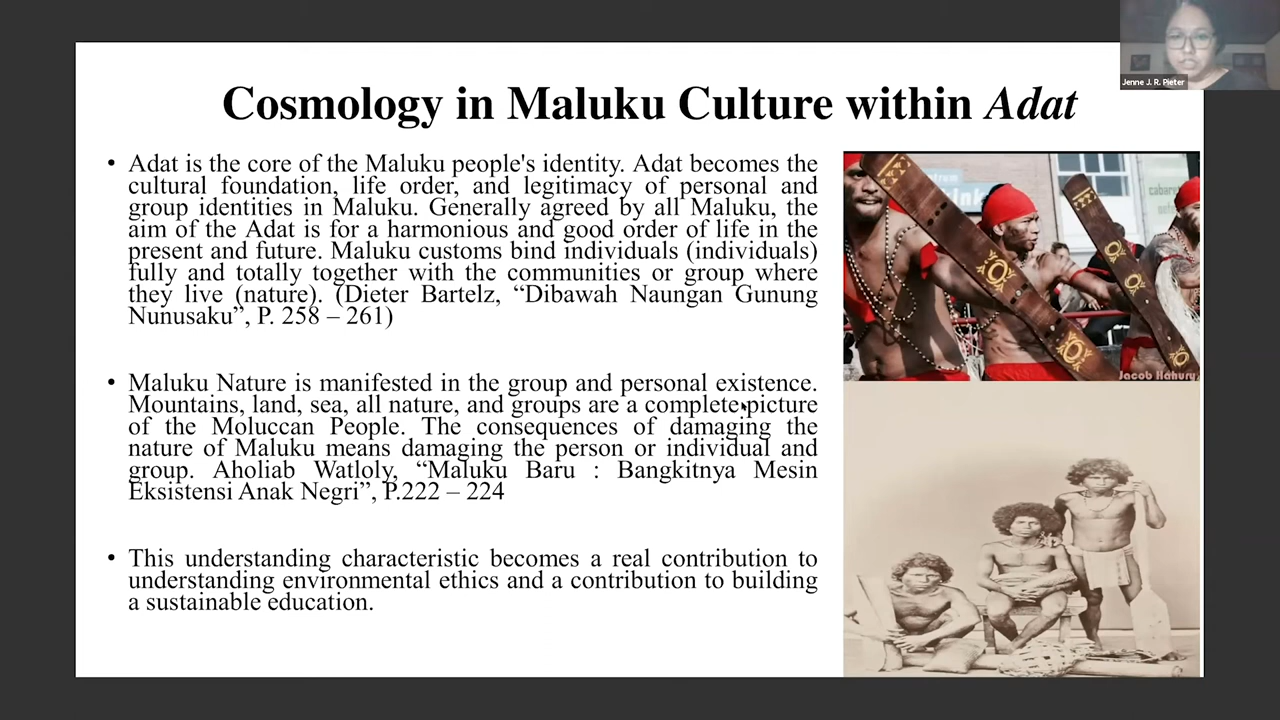 Jenne J. R. Pieter
Cosmology in Maluku Culture within Adat
• Adat is the core of the Maluku people's identity. Adat becomes the
cultural foundation, life order, and legitimacy of personal and
group identities in Maluku. Generally agreed by all Maluku, the
aim of the Adat is for a harmonious and good order of life in the
present and future. Maluku customs bind individuals (individuals)
fully and totally together with the communities or group where
they live (nature). (Dieter Bartelz, “Dibawah Naungan Gunung
Nunusaku”, P. 258 – 261)
• Maluku Nature is manifested in the group and personal existence.
Mountains, land, sea, all nature, and groups are a complete picture
of the Moluccan People. The consequences of damaging the
nature of Maluku means damaging the person or individual and
group. Aholiab Watloly, “Maluku Baru : Bangkitnya Mesin
Eksistensi Anak Negri”, P.222 – 224
• This understanding characteristic becomes a real contribution to
understanding environmental ethics and a contribution to building
a sustainable education.
Jacob Hahury